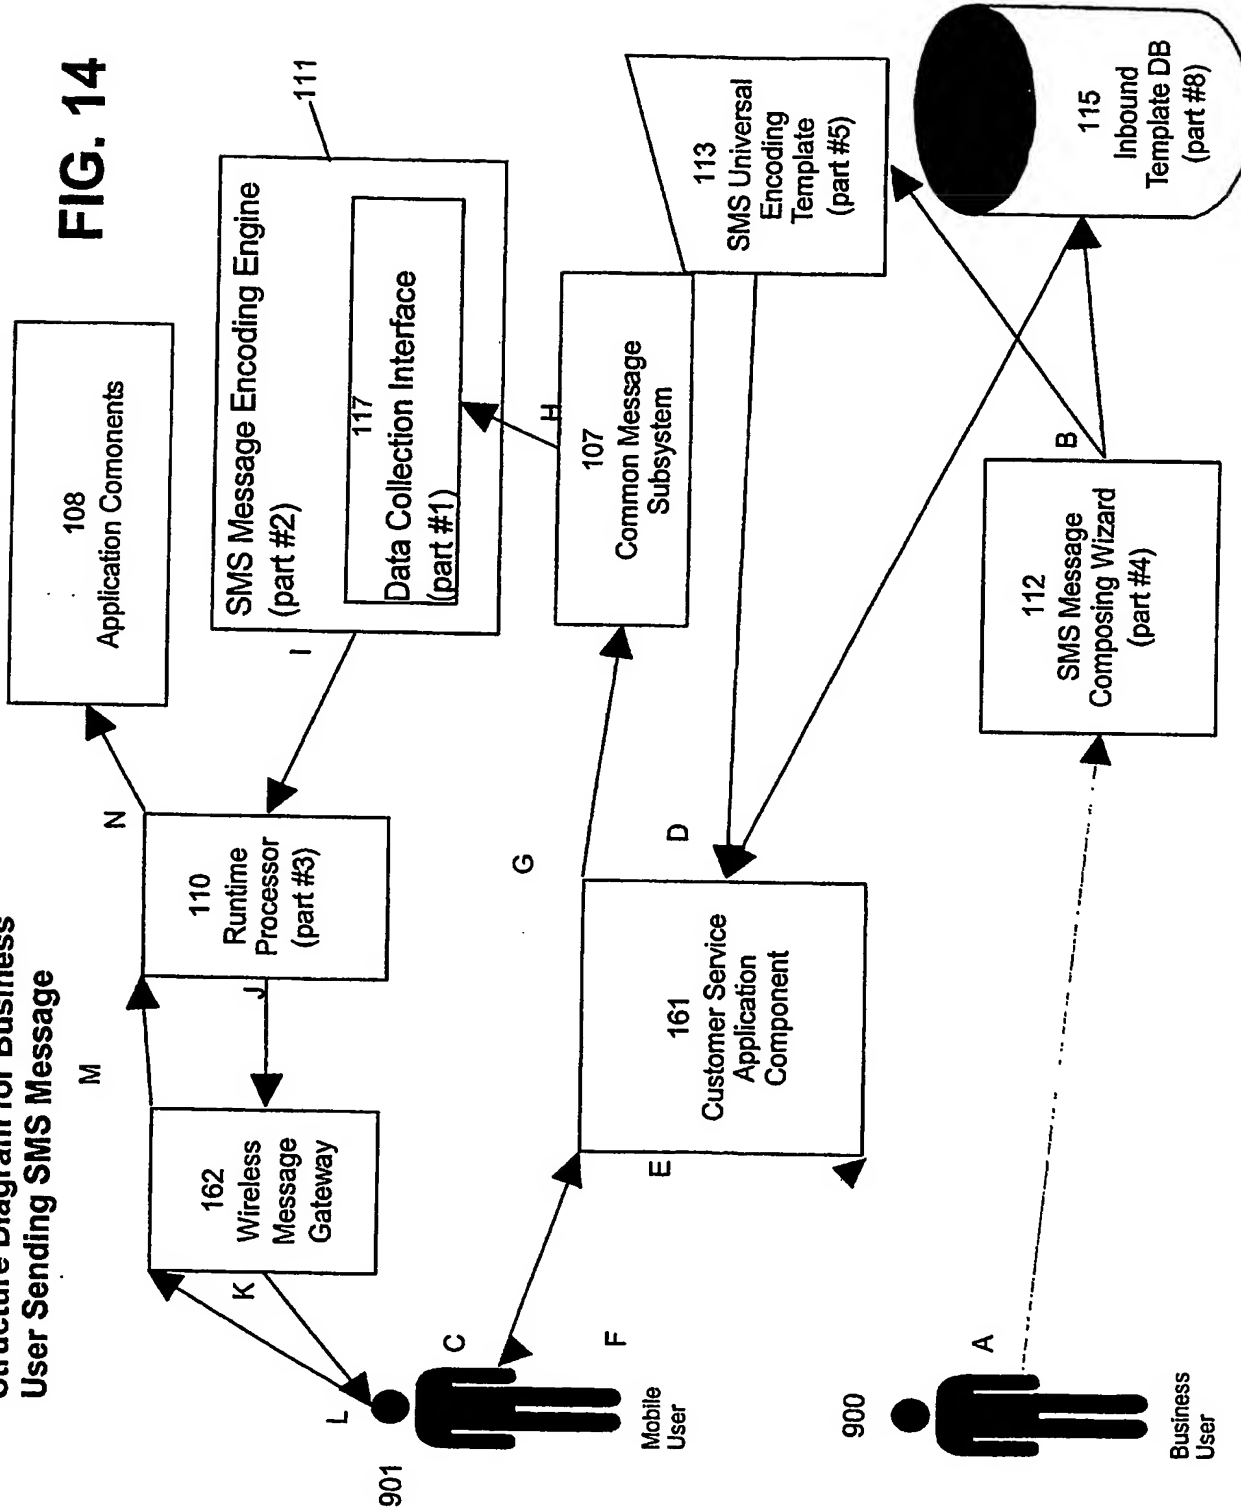 Structure Diagram for Business
User Sending SMS Message
FIG. 14
M
N
108
Application Comonents
111
SMS Message Encoding Engine
(part #2)
117
Data Collection Interface
(part #1)
I
110
Runtime
Processor
(part #3)
J
162
Wireless
Message
Gateway
K
L
901
C
F
Mobile
User
E
161
Customer Service
Application
Component
G
D
H
107
Common Message
Subsystem
113
SMS Universal
Encoding
Template
(part #5)
900
A
Business
User
112
SMS Message
Composing Wizard
(part #4)
B
115
Inbound
Template DB
(part #8)